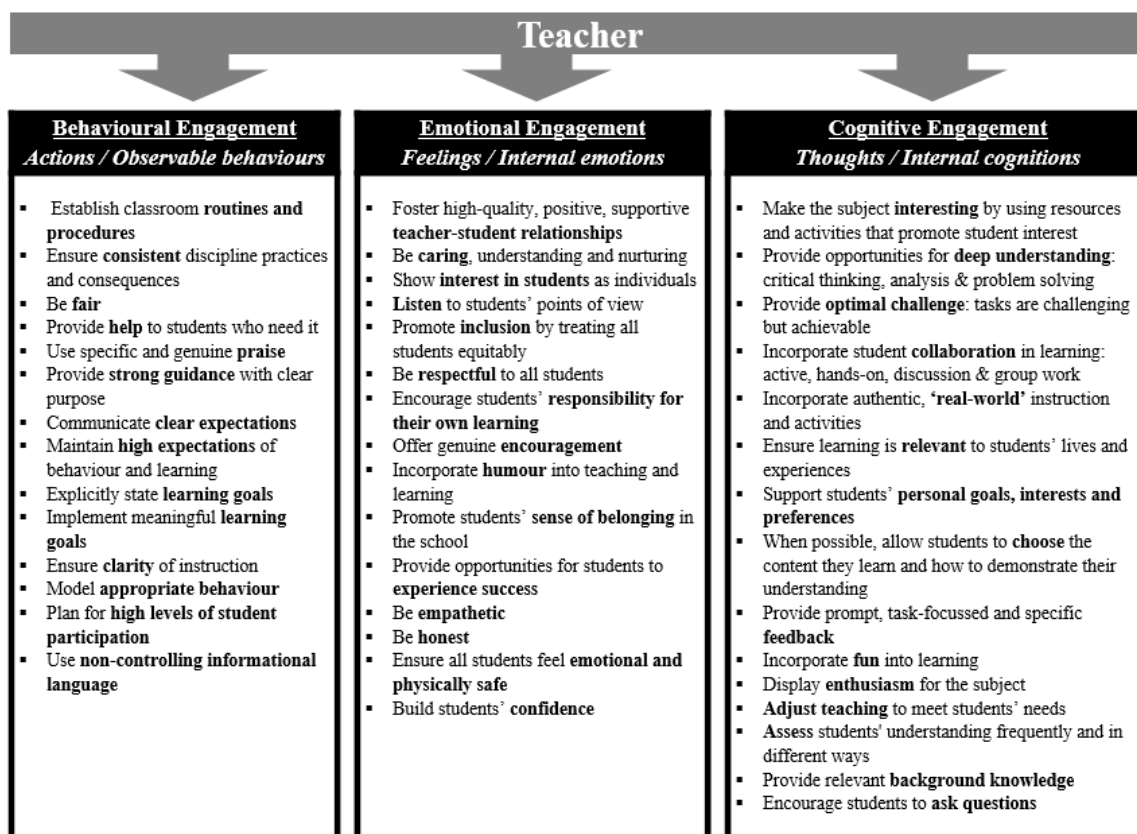 Teacher
Behavioural Engagement
Actions / Observable behaviours
▪ Establish classroom routines and
procedures
▪ Ensure consistent discipline practices
and consequences
▪ Be fair
▪ Provide help to students who need it
▪ Use specific and genuine praise
▪ Provide strong guidance with clear
purpose
▪ Communicate clear expectations
▪ Maintain high expectations of
behaviour and learning
▪ Explicitly state learning goals
▪ Implement meaningful learning
goals
▪ Ensure clarity of instruction
▪ Model appropriate behaviour
▪ Plan for high levels of student
participation
▪ Use non-controlling informational
language
Emotional Engagement
Feelings / Internal emotions
▪ Foster high-quality, positive, supportive
teacher-student relationships
▪ Be caring, understanding and nurturing
▪ Show interest in students as individuals
▪ Listen to students’ points of view
▪ Promote inclusion by treating all
students equitably
▪ Be respectful to all students
▪ Encourage students’ responsibility for
their own learning
▪ Offer genuine encouragement
▪ Incorporate humour into teaching and
learning
▪ Promote students’ sense of belonging in
the school
▪ Provide opportunities for students to
experience success
▪ Be empathetic
▪ Be honest
▪ Ensure all students feel emotional and
physically safe
▪ Build students’ confidence
Cognitive Engagement
Thoughts / Internal cognitions
▪ Make the subject interesting by using resources
and activities that promote student interest
▪ Provide opportunities for deep understanding:
critical thinking, analysis & problem solving
▪ Provide optimal challenge: tasks are challenging
but achievable
▪ Incorporate student collaboration in learning:
active, hands-on, discussion & group work
▪ Incorporate authentic, ‘real-world’ instruction
and activities
▪ Ensure learning is relevant to students’ lives and
experiences
▪ Support students’ personal goals, interests and
preferences
▪ When possible, allow students to choose the
content they learn and how to demonstrate their
understanding
▪ Provide prompt, task-focussed and specific
feedback
▪ Incorporate fun into learning
▪ Display enthusiasm for the subject
▪ Adjust teaching to meet students’ needs
▪ Assess students' understanding frequently and in
different ways
▪ Provide relevant background knowledge
▪ Encourage students to ask questions